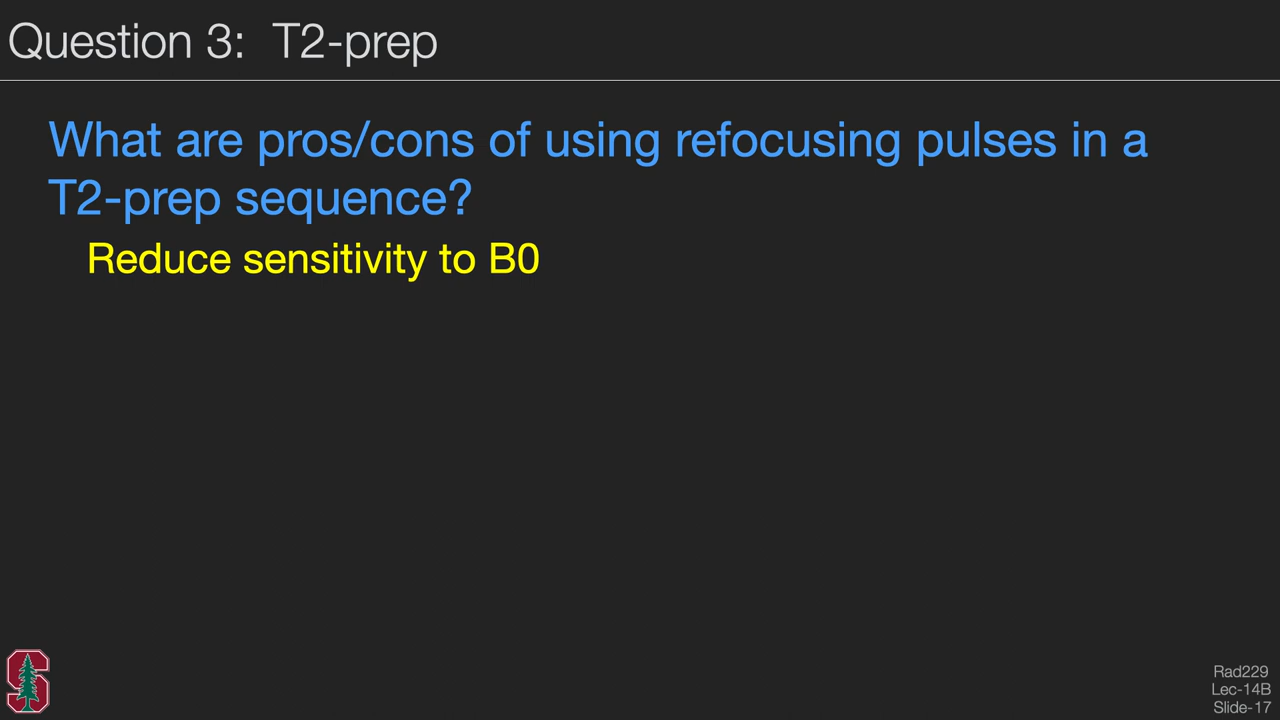 Question 3: T2-prep
What are pros/cons of using refocusing pulses in a
T2-prep sequence?
Reduce sensitivity to B0
Rad229
Lec-14B
Slide-17